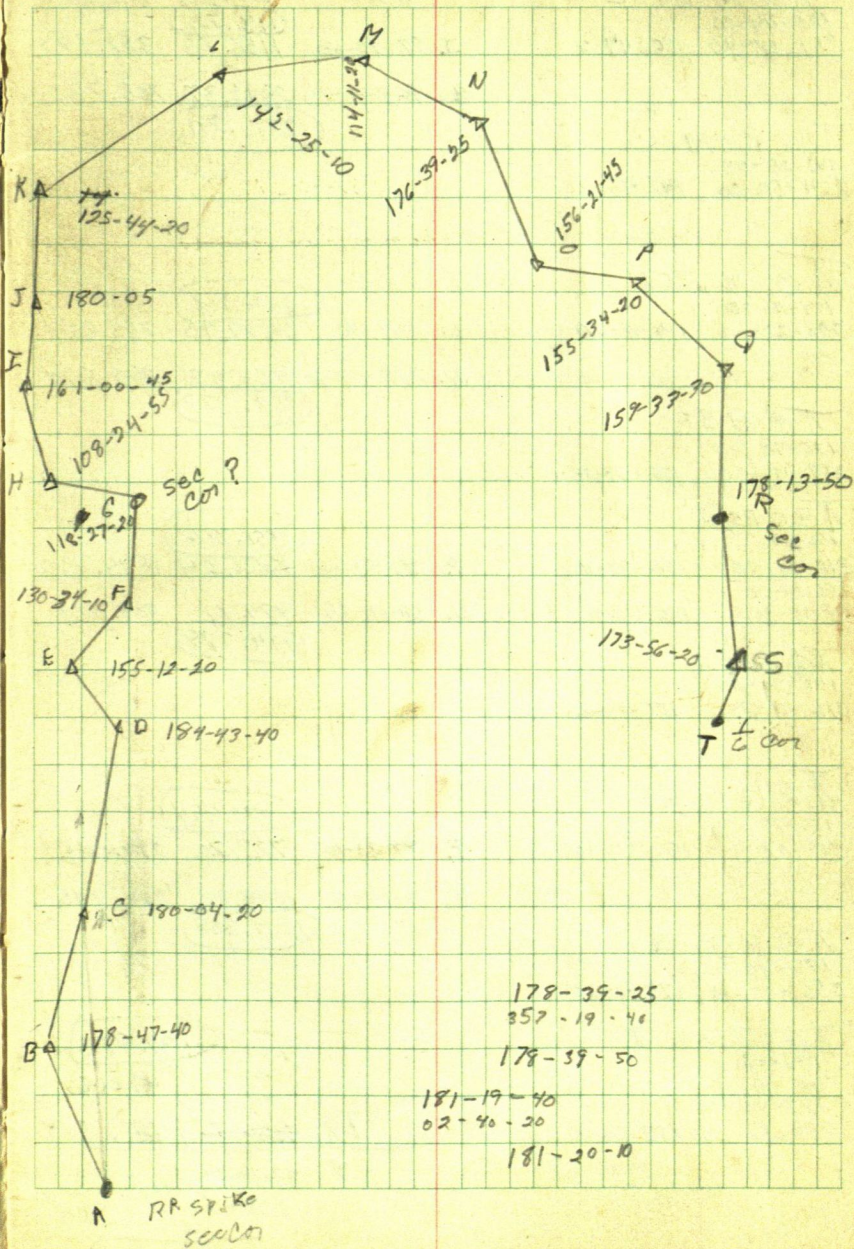 L
M
N
142-25-10
176-39-25
156-21-45
O
P
K
125-44-20
J 180-05
155-34-20
Q
I
161-00-45
159-33-30
108-24-55
H
sec
cor ?
G
118-27-20
178-13-50
R
sec
cor
130-34-10 F
173-56-20
S
E 155-12-20
D 184-43-40
T
cor
C 180-04-20
178-39-25
357-19-40
B 178-47-40
178-39-50
181-19-40
02-40-20
181-20-10
A
RR SPIKE
sec cor